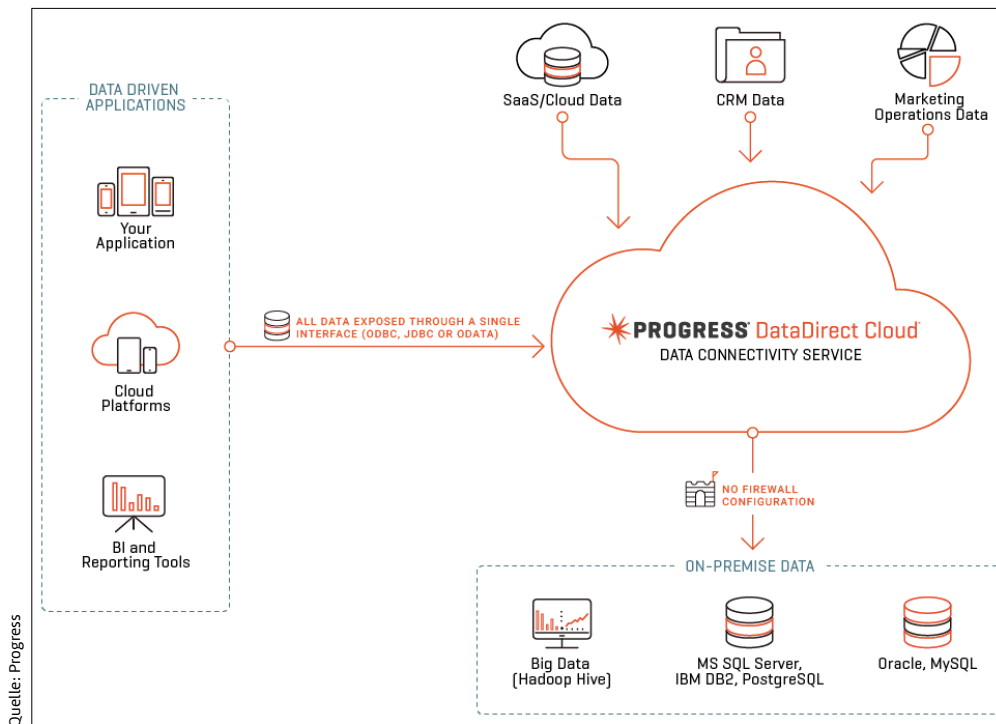 DATA DRIVEN
APPLICATIONS
Your
Application
Cloud
Platforms
BI and
Reporting Tools
SaaS/Cloud Data
CRM Data
Marketing
Operations Data
ALL DATA EXPOSED THROUGH A SINGLE
INTERFACE (ODBC, JDBC OR ODATA)
PROGRESS DataDirect Cloud
DATA CONNECTIVITY SERVICE
NO FIREWALL
CONFIGURATION
ON-PREMISE DATA
Big Data
(Hadoop Hive)
MS SQL Server,
IBM DB2, PostgreSQL
Oracle, MySQL
Quelle: Progress